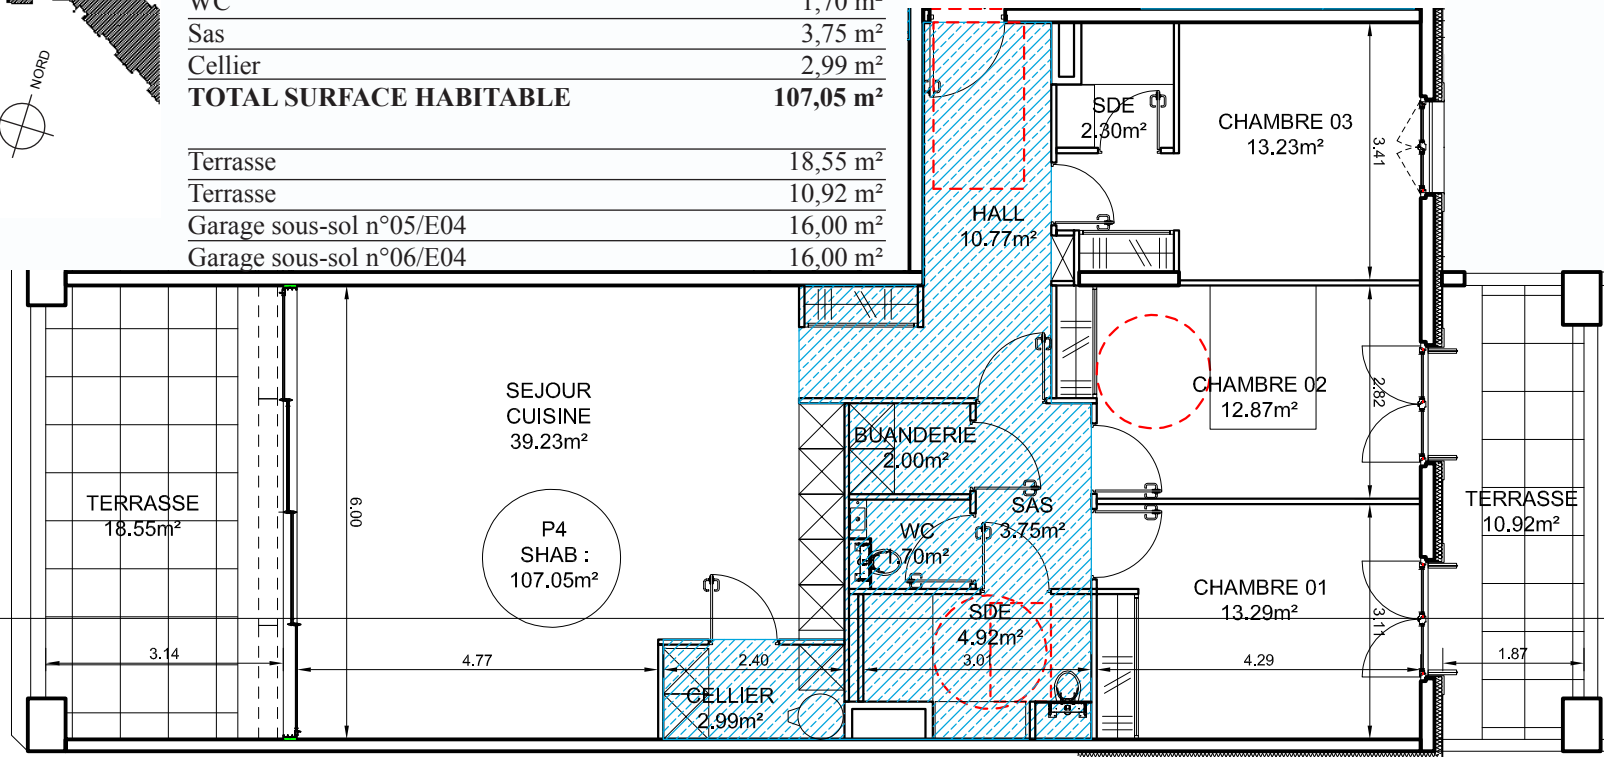 WC 1,70 m²
Sas 3,75 m²
Cellier 2,99 m²
TOTAL SURFACE HABITABLE 107,05 m²
Terrasse 18,55 m²
Terrasse 10,92 m²
Garage sous-sol n°05/E04 16,00 m²
Garage sous-sol n°06/E04 16,00 m²
NORD
SDE
2.30m²
CHAMBRE 03
13.23m²
3.41
HALL
10.77m²
SEJOUR
CUISINE
39.23m²
CHAMBRE 02
12.87m²
2.82
BUANDERIE
2.00m²
TERRASSE
18.55m²
6.00
P4
SHAB :
107.05m²
WC
1.70m²
SAS
3.75m²
TERRASSE
10.92m²
CHAMBRE 01
13.29m²
3.11
SDE
4.92m²
3.14
4.77
2.40
3.01
4.29
1.87
CELLIER
2.99m²